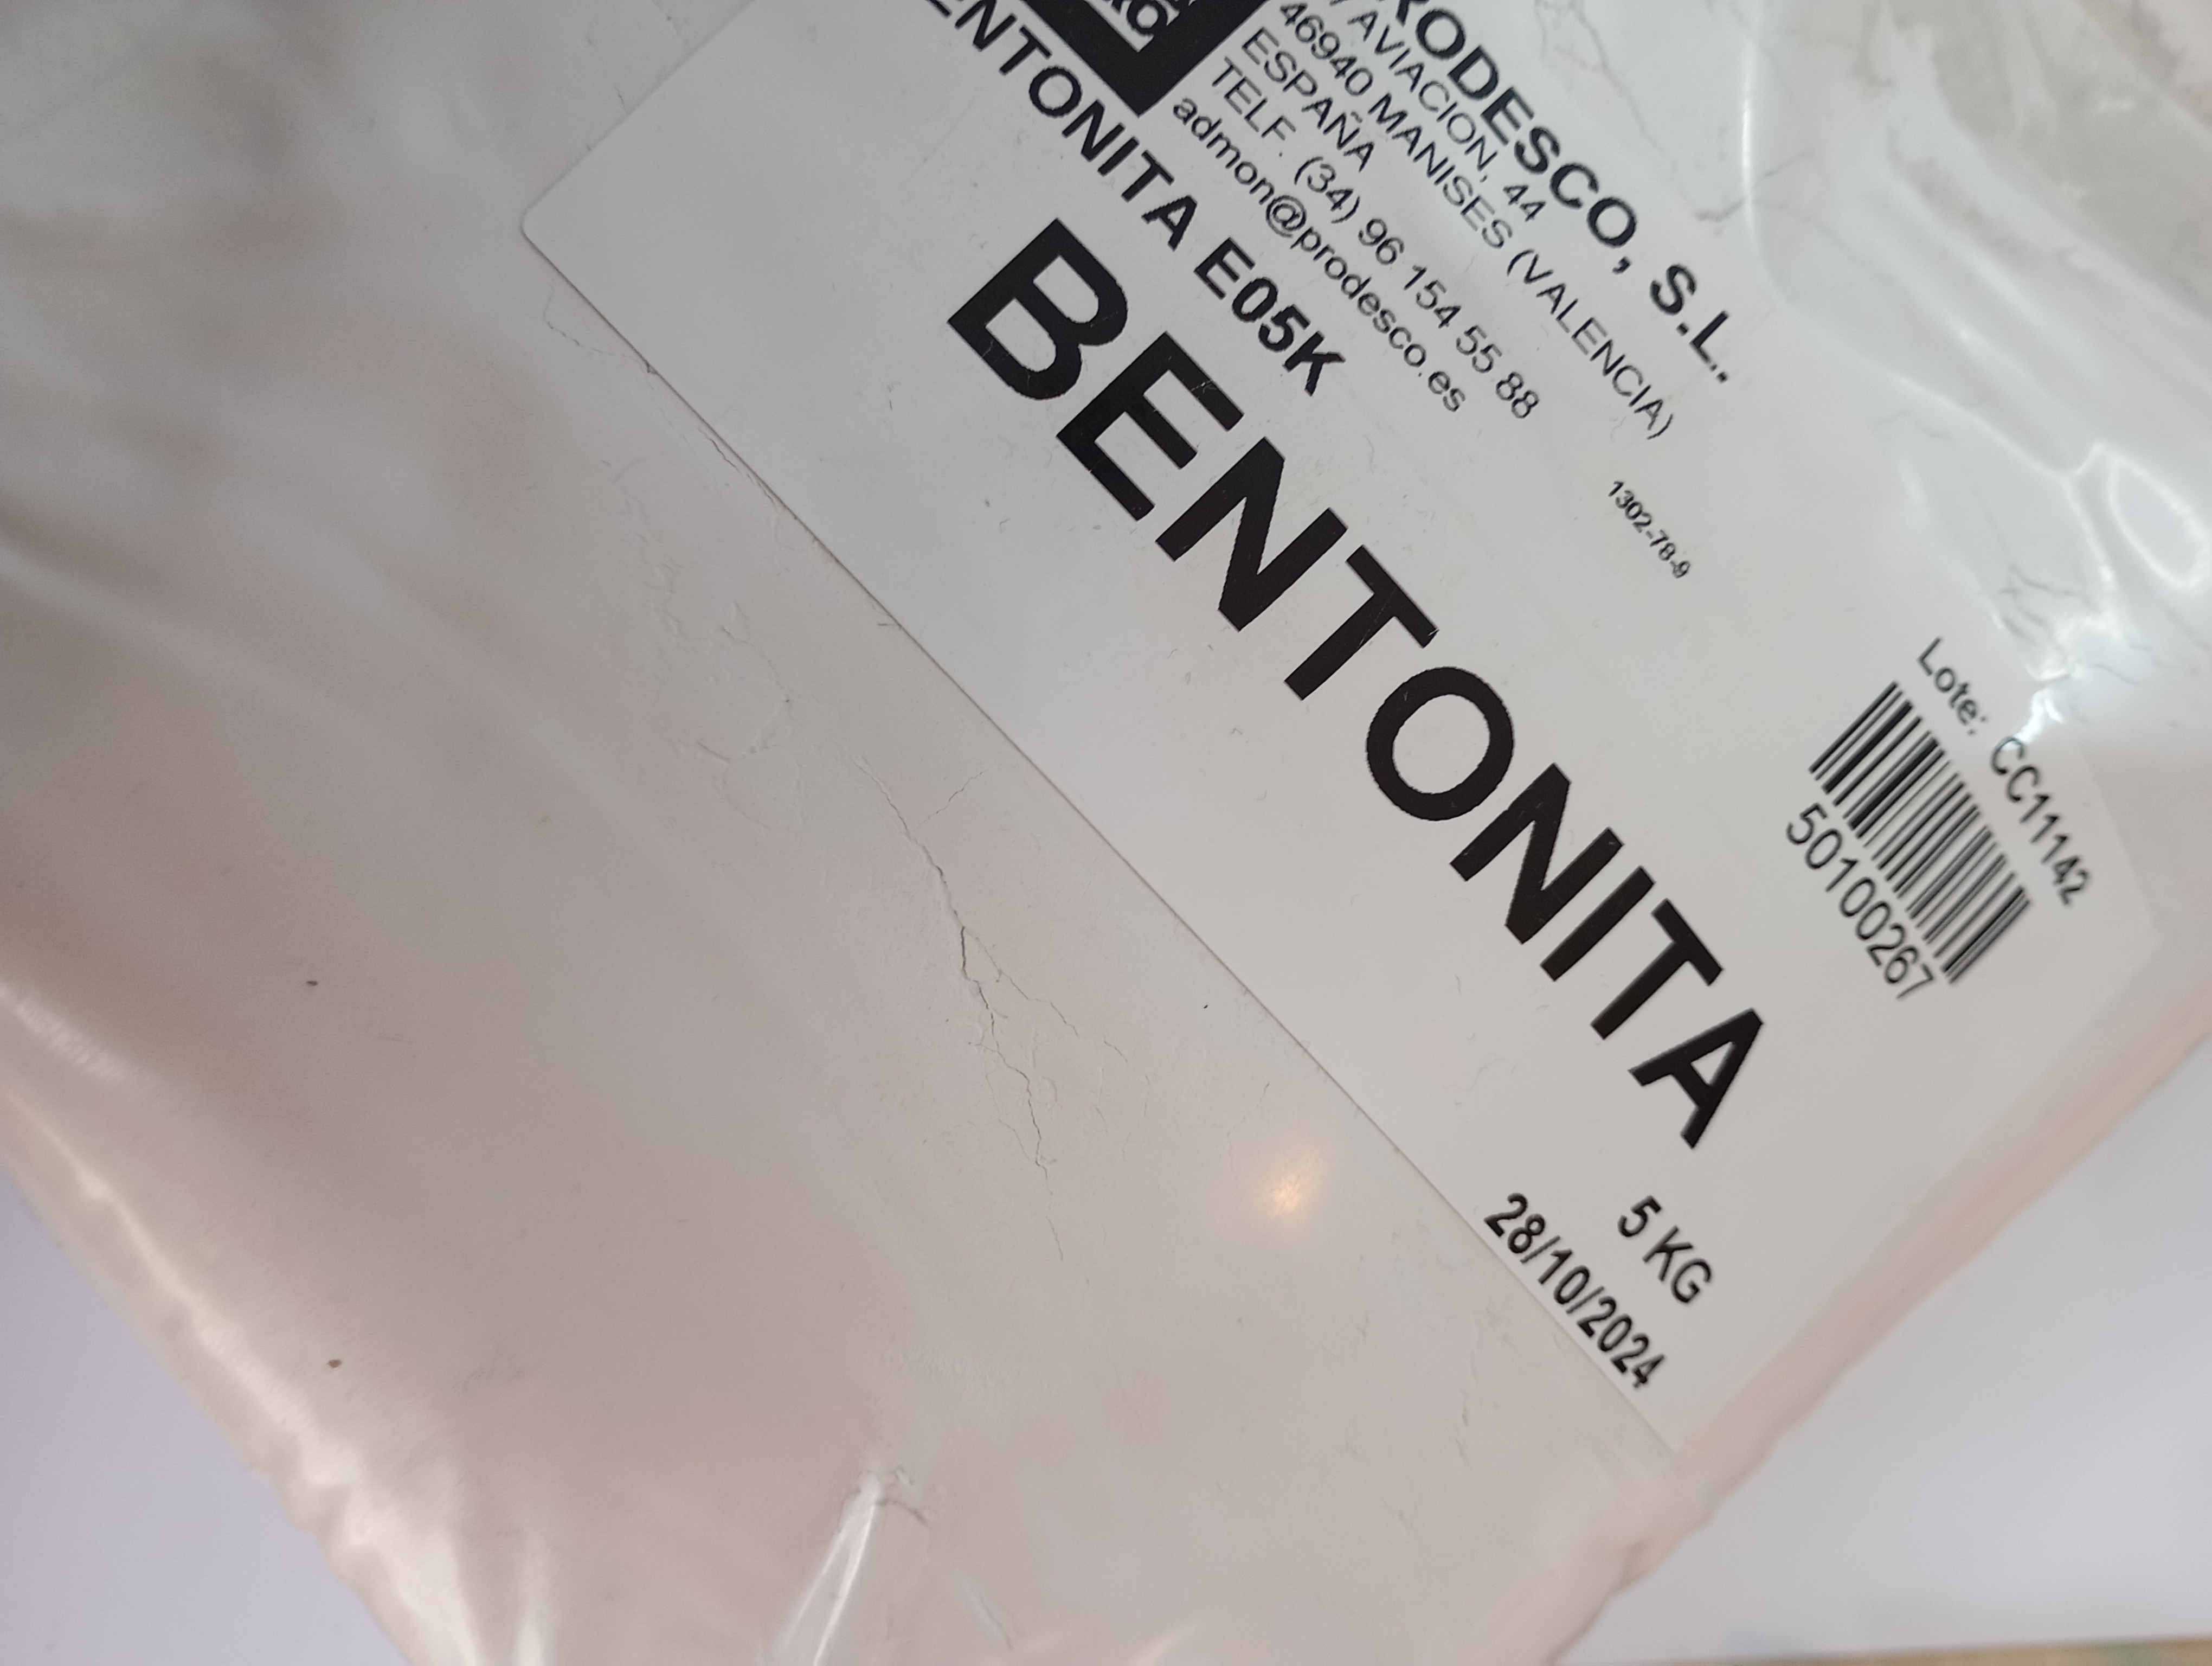 RODESCO, S.L.
/ AVIACION, 44
46940 MANISES (VALENCIA)
ESPAÑA
TELF. (34) 96 154 55 88
admon@prodesco.es
ENTONITA E05K
1302-78-9
BENTONITA
Lote: CC11142
50100267
5 KG
28/10/2024